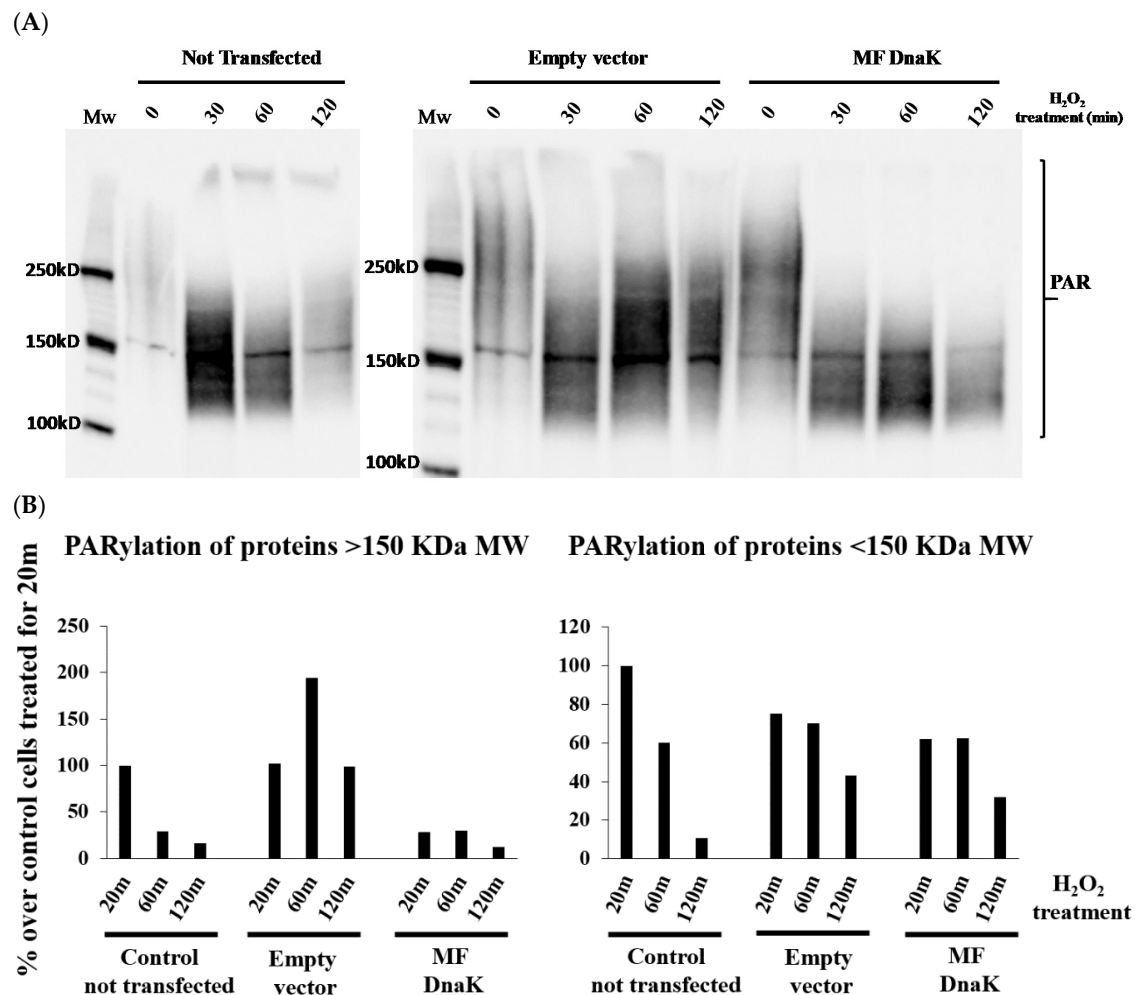 (A)
Not Transfected
Empty vector
MF DnaK
Mw 0 30 60 120
Mw 0 30 60 120 0 30 60 120
H₂O₂
treatment (min)
250kD
150kD
100kD
250kD
150kD
100kD
PAR
(B)
% over control cells treated for 20m
PARylation of proteins >150 KDa MW
250
200
150
100
50
0
20m 60m 120m 20m 60m 120m 20m 60m 120m
Control
not transfected
Empty
vector
MF
DnaK
PARylation of proteins <150 KDa MW
120
100
80
60
40
20
0
20m 60m 120m 20m 60m 120m 20m 60m 120m
H₂O₂
treatment
Control
not transfected
Empty
vector
MF
DnaK